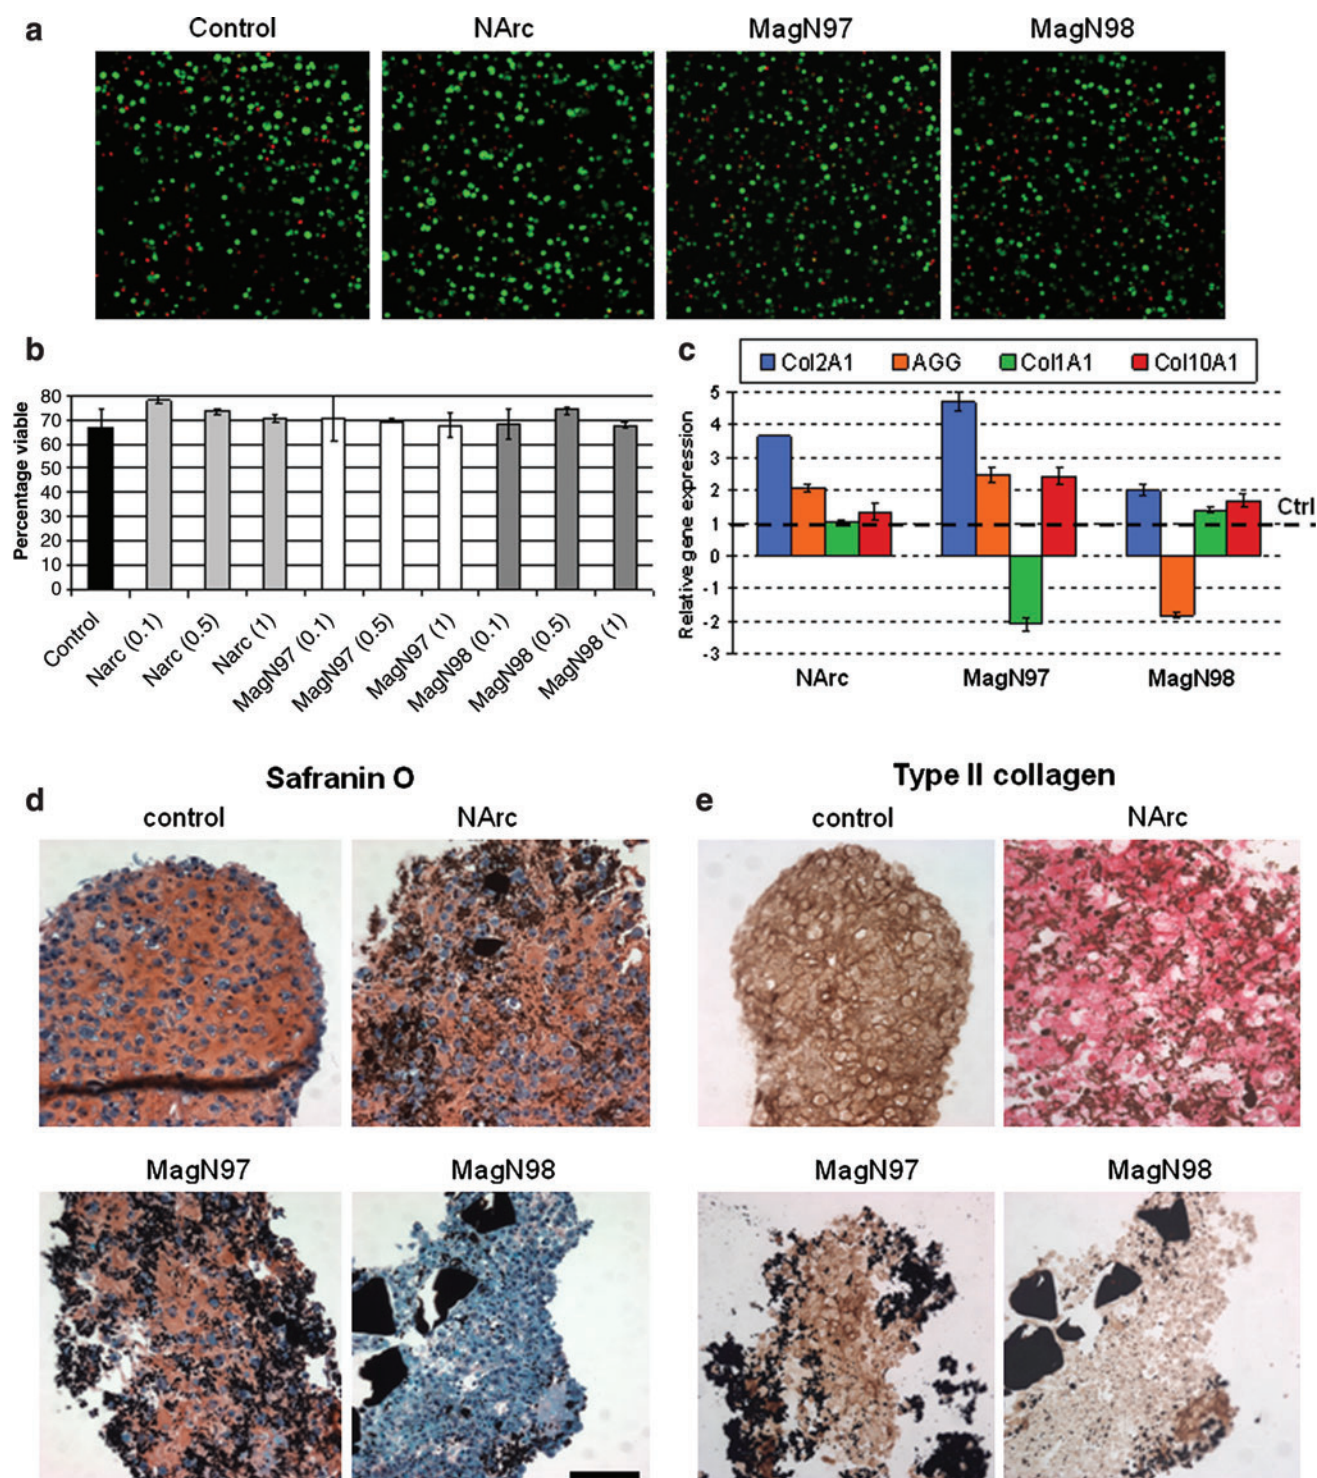 a
Control NArc MagN97 MagN98
b
Percentage viable
80
70
60
50
40
30
20
10
0
Control Narc (0.1) Narc (0.5) Narc (1) MagN97 (0.1) MagN97 (0.5) MagN97 (1) MagN98 (0.1) MagN98 (0.5) MagN98 (1)
c
Col2A1 AGG Col1A1 Col10A1
Relative gene expression
5
4
3
2
1
0
-1
-2
-3
Ctrl
NArc MagN97 MagN98
Safranin O
d
control NArc
MagN97 MagN98
Type II collagen
e
control NArc
MagN97 MagN98